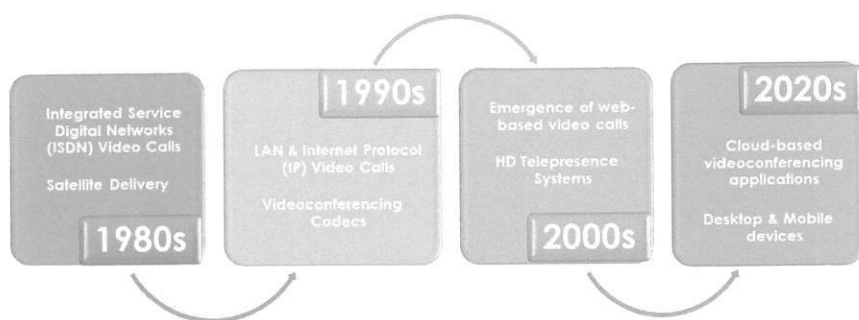 Integrated Service
Digital Networks
(ISDN) Video Calls
Satellite Delivery
1980s
1990s
LAN & Internet Protocol
(IP) Video Calls
Videoconferencing
Codecs
Emergence of web-
based video calls
HD Telepresence
Systems
2000s
2020s
Cloud-based
videoconferencing
applications
Desktop & Mobile
devices